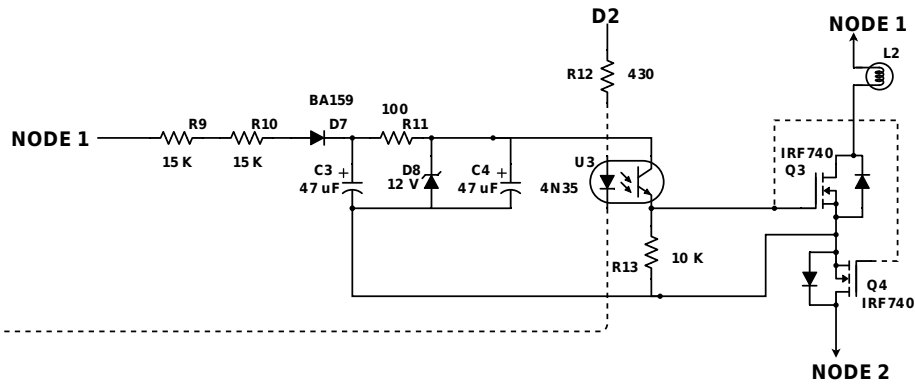 D2
NODE 1
L2
R12 430
BA159
D7
100
R9
R10
R11
NODE 1
15 K
15 K
IRF740
Q3
U3
C3 +
47 uF
D8
12 V
C4 +
47 uF
4N35
10 K
R13
Q4
IRF740
NODE 2